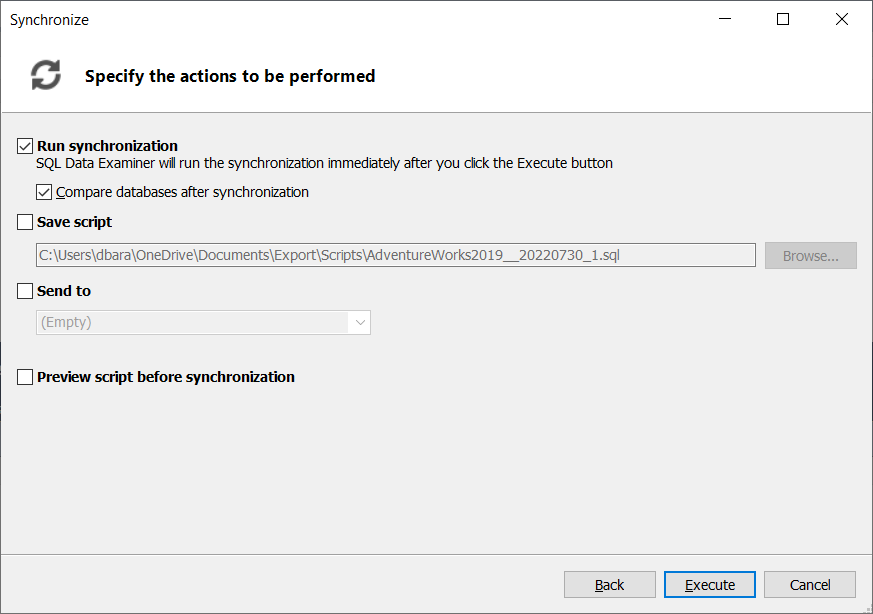 Synchronize
Specify the actions to be performed
Run synchronization
SQL Data Examiner will run the synchronization immediately after you click the Execute button
Compare databases after synchronization
Save script
C:\Users\dbara\OneDrive\Documents\Export\Scripts\AdventureWorks2019__20220730_1.sql
Browse...
Send to
(Empty)
Preview script before synchronization
Back
Execute
Cancel